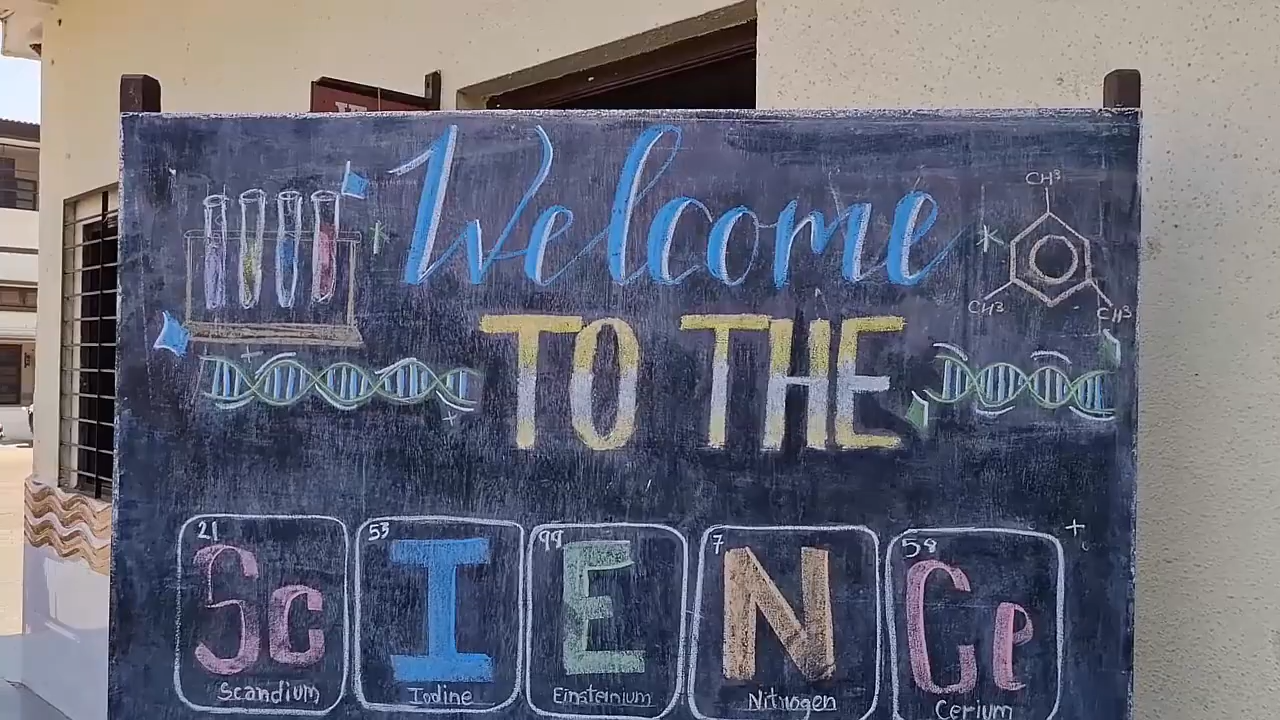 Welcome
CH3
CH3 CH3
TO THE
21 53 99 7 58
Sc I E N Ce
Scandium Iodine Einsteinium Nitrogen Cerium